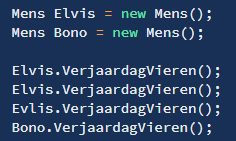 Mens Elvis = new Mens();
Mens Bono = new Mens();
Elvis.VerjaardagVieren();
Elvis.VerjaardagVieren();
Evlis.VerjaardagVieren();
Bono.VerjaardagVieren();